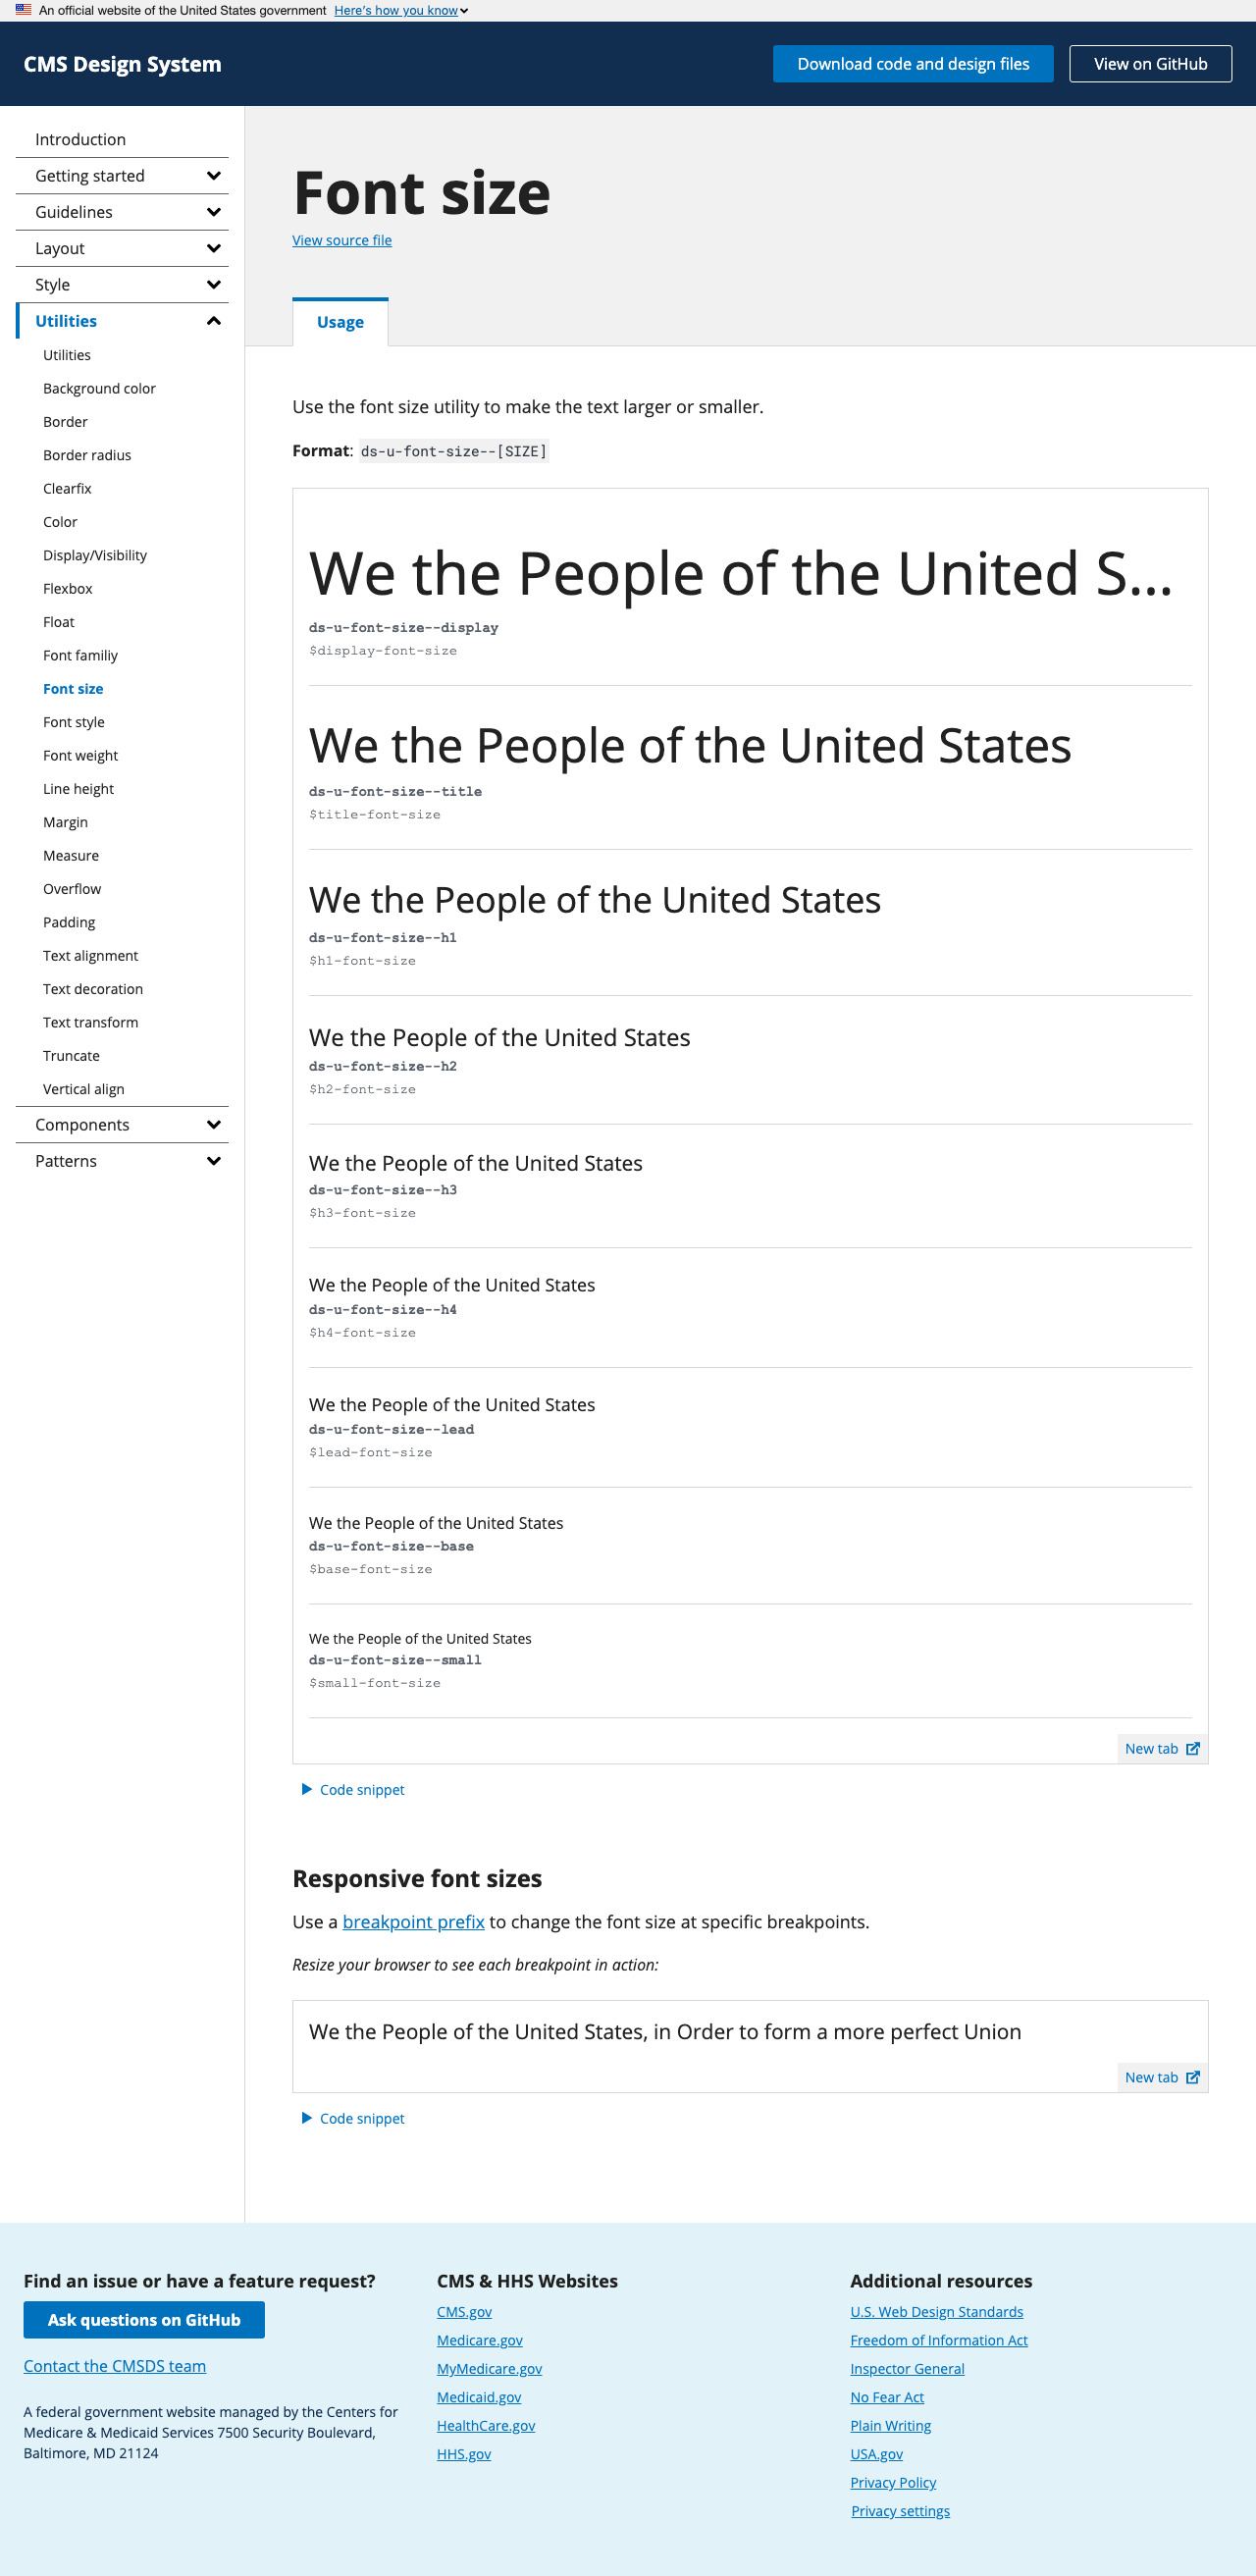 An official website of the United States government Here's how you know
CMS Design System
Download code and design files
View on GitHub
Introduction
Getting started
Guidelines
Layout
Style
Utilities
Utilities
Background color
Border
Border radius
Clearfix
Color
Display/Visibility
Flexbox
Float
Font familiy
Font size
Font style
Font weight
Line height
Margin
Measure
Overflow
Padding
Text alignment
Text decoration
Text transform
Truncate
Vertical align
Components
Patterns
Font size
View source file
Usage
Use the font size utility to make the text larger or smaller.
Format: ds-u-font-size--[SIZE]
We the People of the United S...
ds-u-font-size--display
$display-font-size
We the People of the United States
ds-u-font-size--title
$title-font-size
We the People of the United States
ds-u-font-size--h1
$h1-font-size
We the People of the United States
ds-u-font-size--h2
$h2-font-size
We the People of the United States
ds-u-font-size--h3
$h3-font-size
We the People of the United States
ds-u-font-size--h4
$h4-font-size
We the People of the United States
ds-u-font-size--lead
$lead-font-size
We the People of the United States
ds-u-font-size--base
$base-font-size
We the People of the United States
ds-u-font-size--small
$small-font-size
New tab
Code snippet
Responsive font sizes
Use a breakpoint prefix to change the font size at specific breakpoints.
Resize your browser to see each breakpoint in action:
We the People of the United States, in Order to form a more perfect Union
New tab
Code snippet
Find an issue or have a feature request?
Ask questions on GitHub
Contact the CMSDS team
A federal government website managed by the Centers for
Medicare & Medicaid Services 7500 Security Boulevard,
Baltimore, MD 21124
CMS & HHS Websites
CMS.gov
Medicare.gov
MyMedicare.gov
Medicaid.gov
HealthCare.gov
HHS.gov
Additional resources
U.S. Web Design Standards
Freedom of Information Act
Inspector General
No Fear Act
Plain Writing
USA.gov
Privacy Policy
Privacy settings